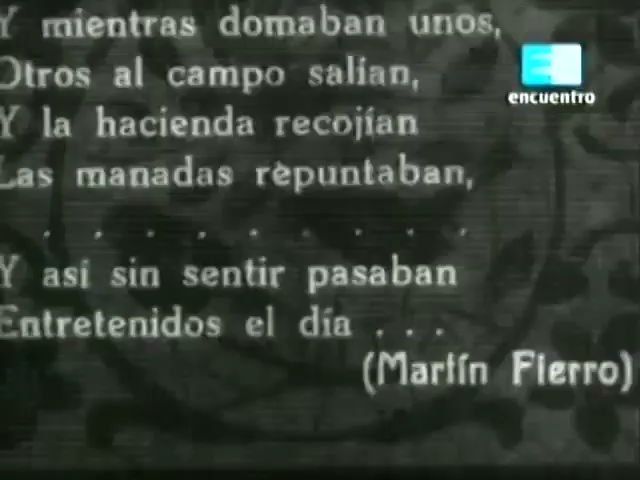 Y mientras domaban unos,
Otros al campo salían,
Y la hacienda recojían
Las manadas repuntaban,
. . . . . . . . .
Y así sin sentir pasaban
Entretenidos el día . . .
(Martín Fierro)
encuentro